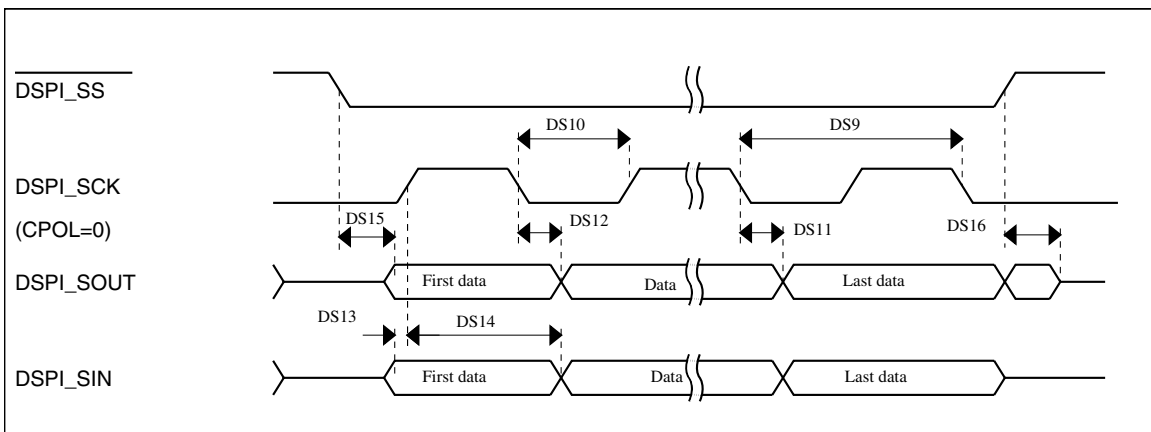 DSPI_SS
DS10 DS9
DSPI_SCK
(CPOL=0)
DS15 DS12 DS11 DS16
DSPI_SOUT First data Data Last data
DS13 DS14
DSPI_SIN First data Data Last data